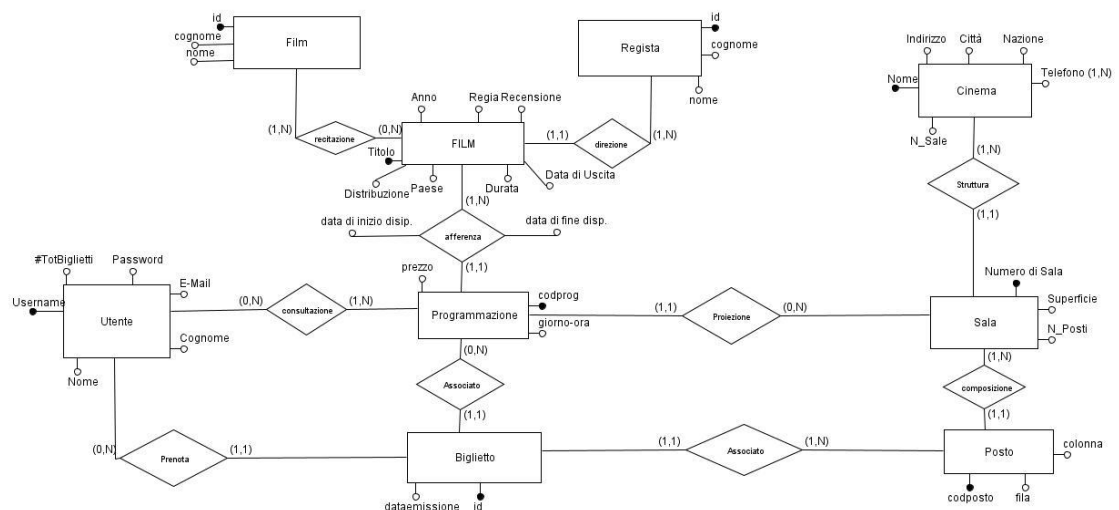 id
cognome
nome
Film
id
Regista
cognome
nome
Indirizzo
Città
Nazione
Telefono (1,N)
Nome
Cinema
N_Sale
Anno
Regia
Recensione
(1,N)
recitazione
(0,N)
FILM
(1,1)
direzione
(1,N)
Titolo
Distribuzione
Paese
Durata
Data di Uscita
(1,N)
Struttura
(1,1)
(1,N)
data di inizio disip.
afferenza
data di fine disp.
(1,1)
#TotBiglietti
Password
E-Mail
Username
Utente
Cognome
Nome
(0,N)
consultazione
(1,N)
prezzo
Programmazione
codprog
giorno-ora
(1,1)
Proiezione
(0,N)
Numero di Sala
Superficie
Sala
N_Posti
(0,N)
Associato
(1,1)
(1,N)
composizione
(1,1)
(0,N)
Prenota
(1,1)
Biglietto
dataemissione
id
(1,1)
Associato
(1,N)
Posto
colonna
codposto
fila